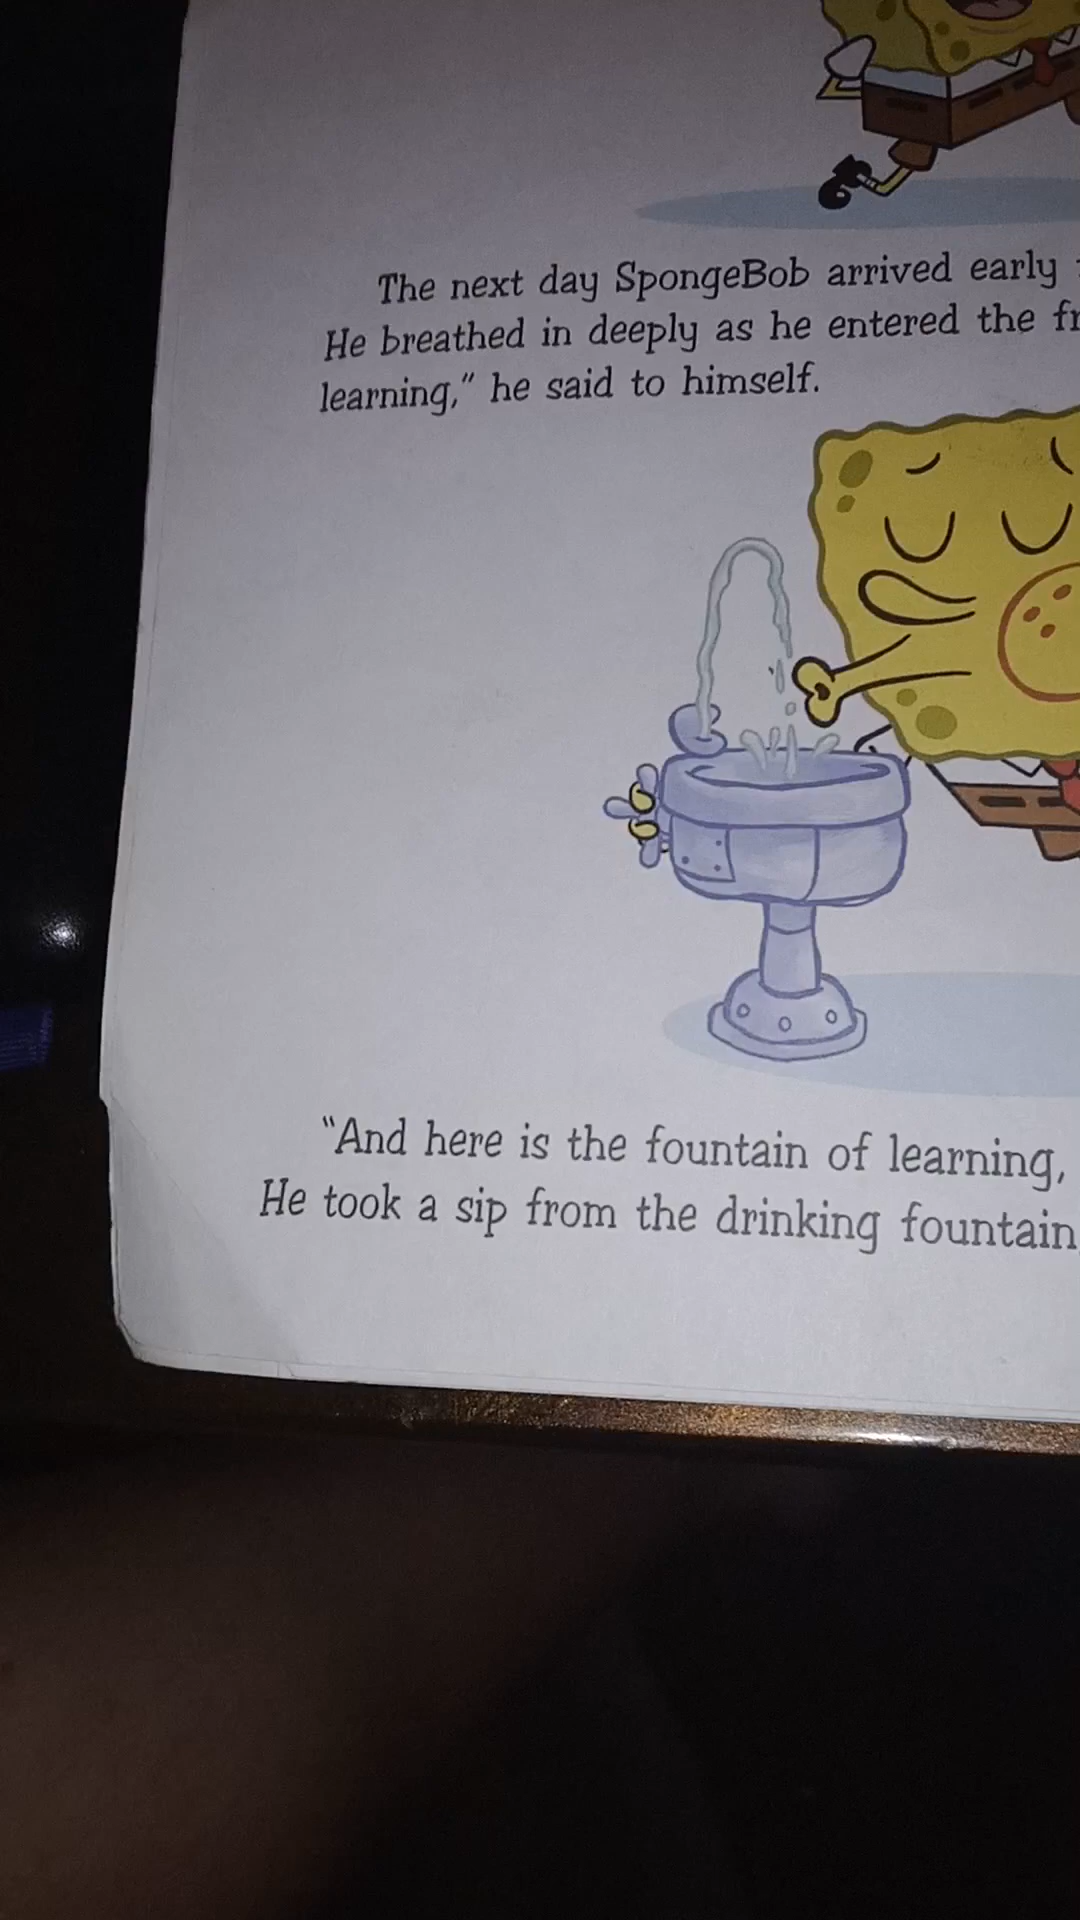 The next day SpongeBob arrived early
He breathed in deeply as he entered the
learning,” he said to himself.
“And here is the fountain of learning,
He took a sip from the drinking fountain